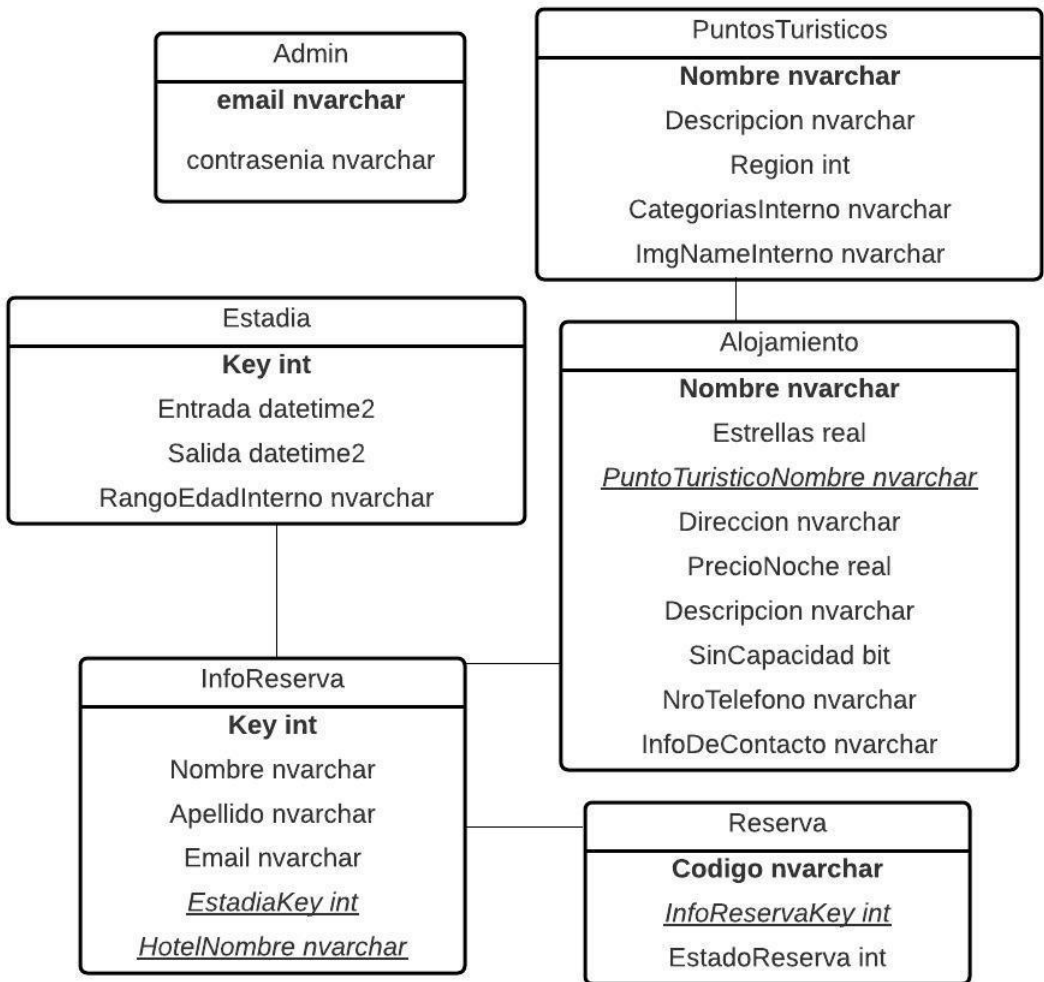 Admin
email nvarchar
contrasenia nvarchar
PuntosTuristicos
Nombre nvarchar
Descripcion nvarchar
Region int
CategoriasInterno nvarchar
ImgNameInterno nvarchar
Estadia
Key int
Entrada datetime2
Salida datetime2
RangoEdadInterno nvarchar
Alojamiento
Nombre nvarchar
Estrellas real
PuntoTuristicoNombre nvarchar
Direccion nvarchar
PrecioNoche real
Descripcion nvarchar
SinCapacidad bit
NroTelefono nvarchar
InfoDeContacto nvarchar
InfoReserva
Key int
Nombre nvarchar
Apellido nvarchar
Email nvarchar
EstadiaKey int
HotelNombre nvarchar
Reserva
Codigo nvarchar
InfoReservaKey int
EstadoReserva int